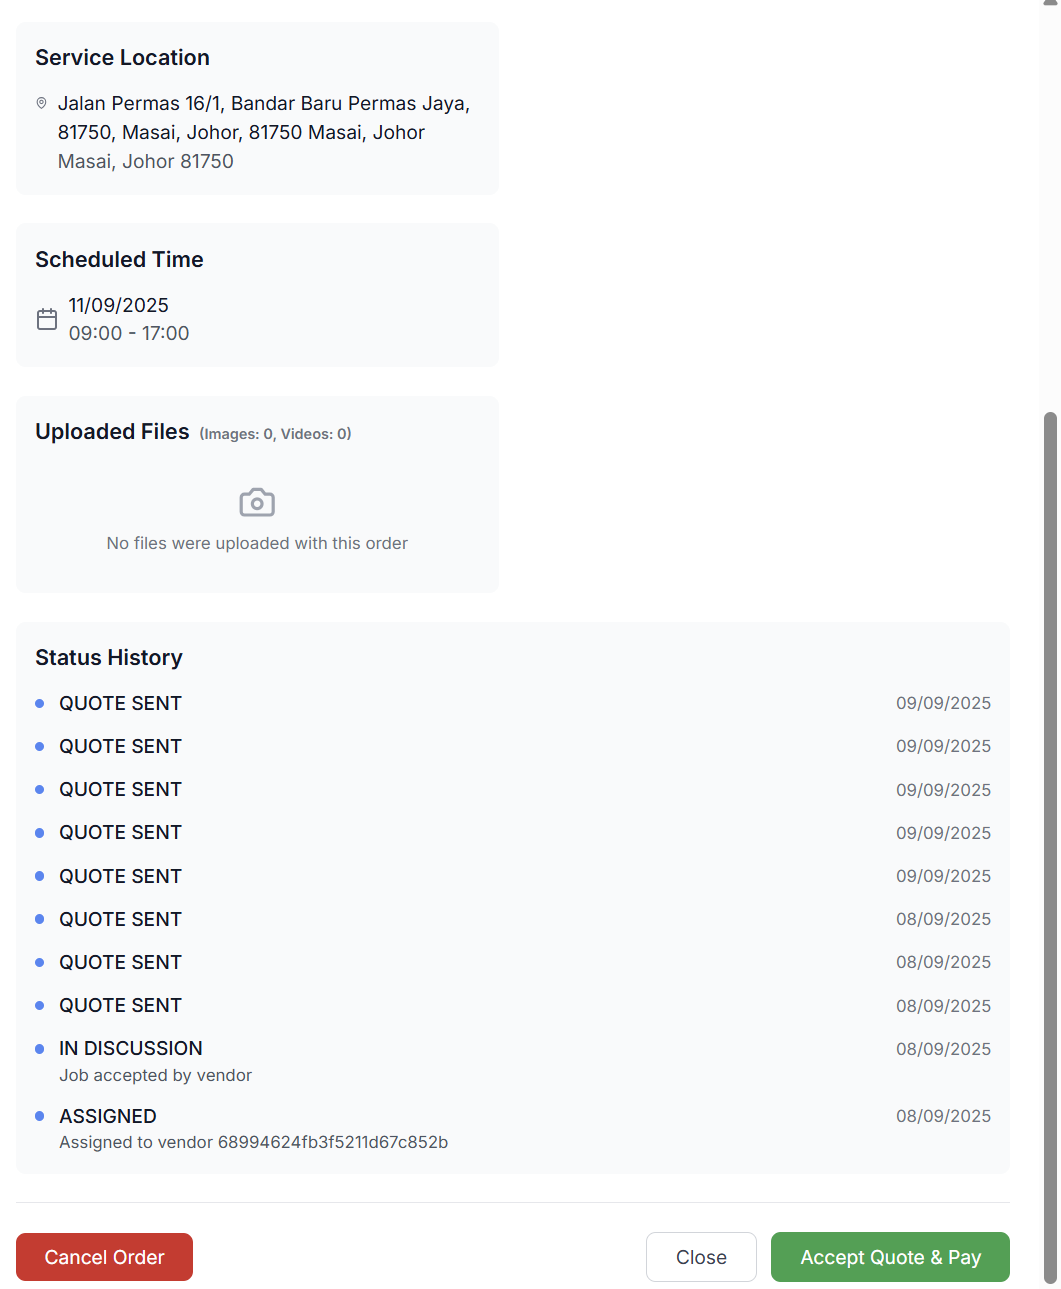 Service Location
Jalan Permas 16/1, Bandar Baru Permas Jaya,
81750, Masai, Johor, 81750 Masai, Johor
Masai, Johor 81750
Scheduled Time
11/09/2025
09:00 - 17:00
Uploaded Files (Images: 0, Videos: 0)
No files were uploaded with this order
Status History
QUOTE SENT 09/09/2025
QUOTE SENT 09/09/2025
QUOTE SENT 09/09/2025
QUOTE SENT 09/09/2025
QUOTE SENT 09/09/2025
QUOTE SENT 08/09/2025
QUOTE SENT 08/09/2025
QUOTE SENT 08/09/2025
IN DISCUSSION 08/09/2025
Job accepted by vendor
ASSIGNED 08/09/2025
Assigned to vendor 68994624fb3f5211d67c852b
Cancel Order Close Accept Quote & Pay